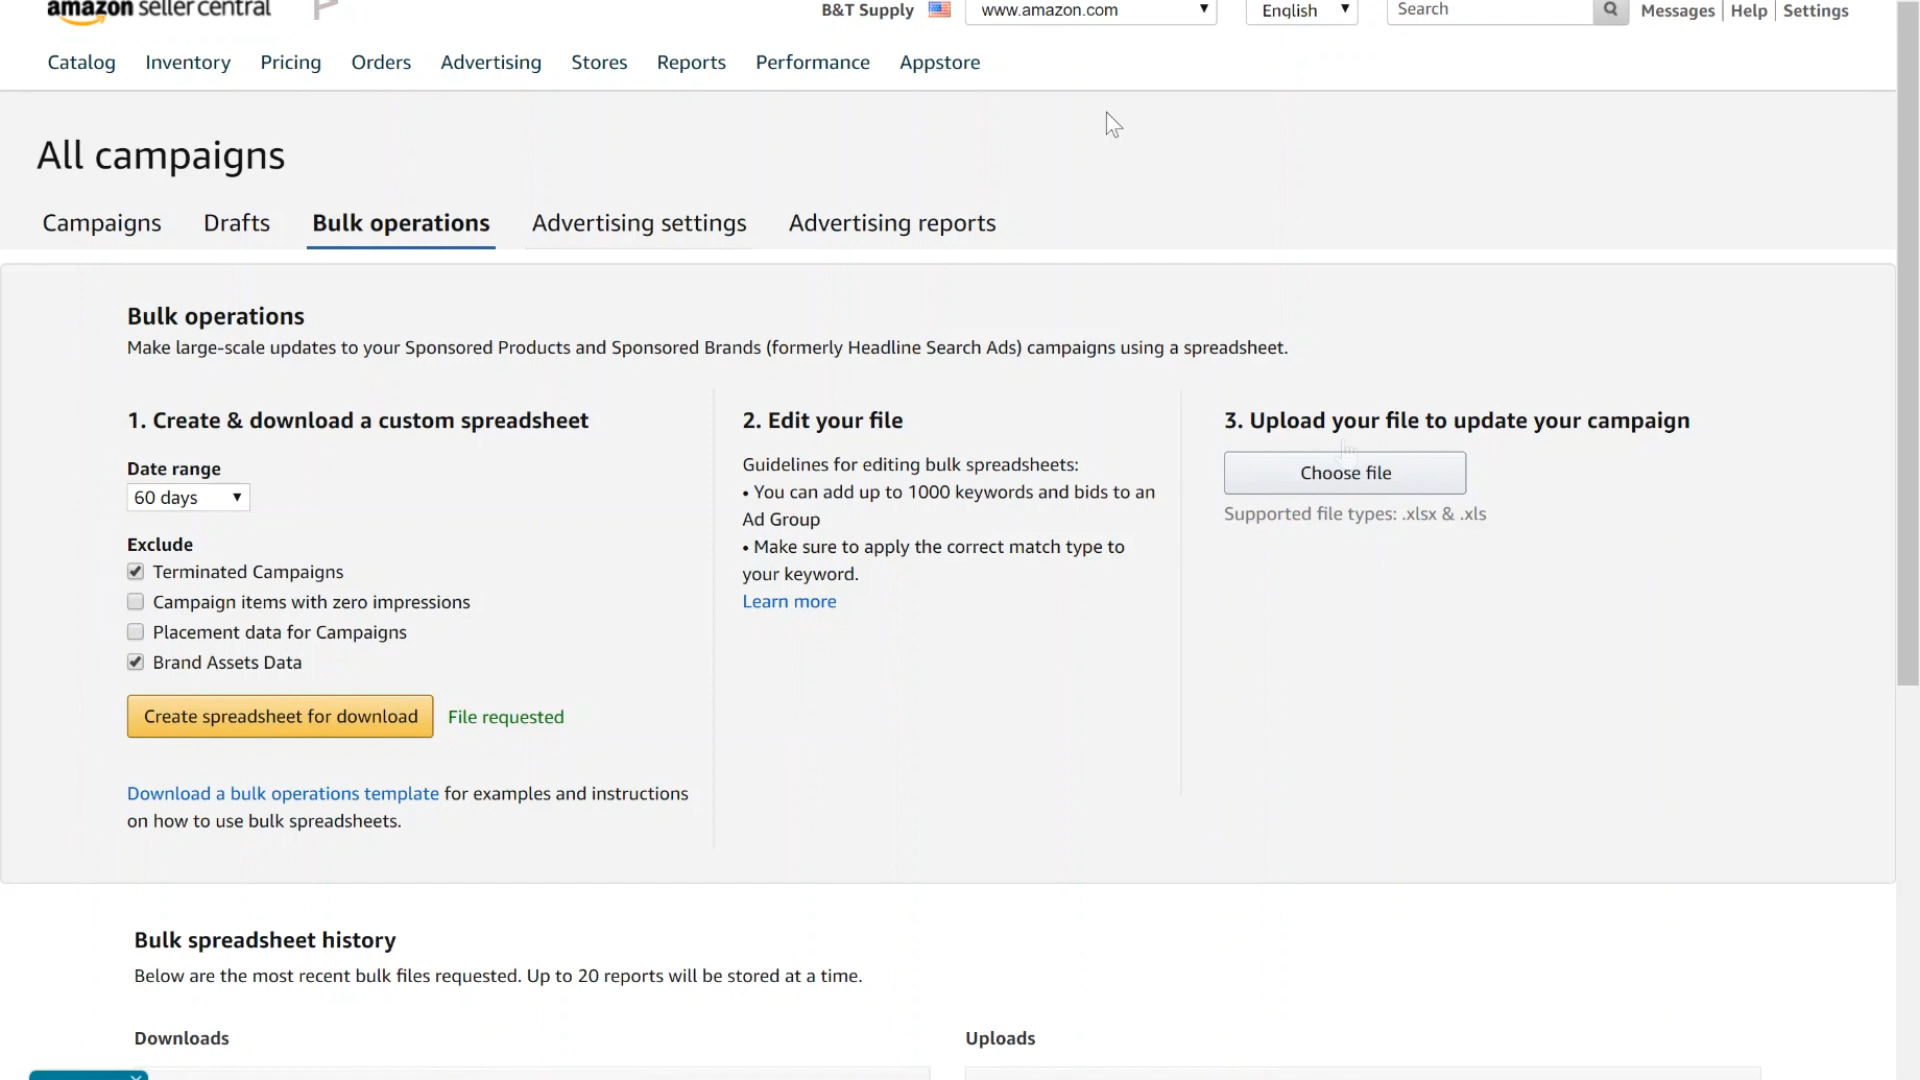 amazon seller central
B&T Supply
www.amazon.com
English
Search
Messages | Help | Settings
Catalog
Inventory
Pricing
Orders
Advertising
Stores
Reports
Performance
Appstore
All campaigns
Campaigns
Drafts
Bulk operations
Advertising settings
Advertising reports
Bulk operations
Make large-scale updates to your Sponsored Products and Sponsored Brands (formerly Headline Search Ads) campaigns using a spreadsheet.
1. Create & download a custom spreadsheet
Date range
60 days
Exclude
Terminated Campaigns
Campaign items with zero impressions
Placement data for Campaigns
Brand Assets Data
Create spreadsheet for download
File requested
Download a bulk operations template for examples and instructions
on how to use bulk spreadsheets.
2. Edit your file
Guidelines for editing bulk spreadsheets:
• You can add up to 1000 keywords and bids to an
Ad Group
• Make sure to apply the correct match type to
your keyword.
Learn more
3. Upload your file to update your campaign
Choose file
Supported file types: .xlsx & .xls
Bulk spreadsheet history
Below are the most recent bulk files requested. Up to 20 reports will be stored at a time.
Downloads
Uploads